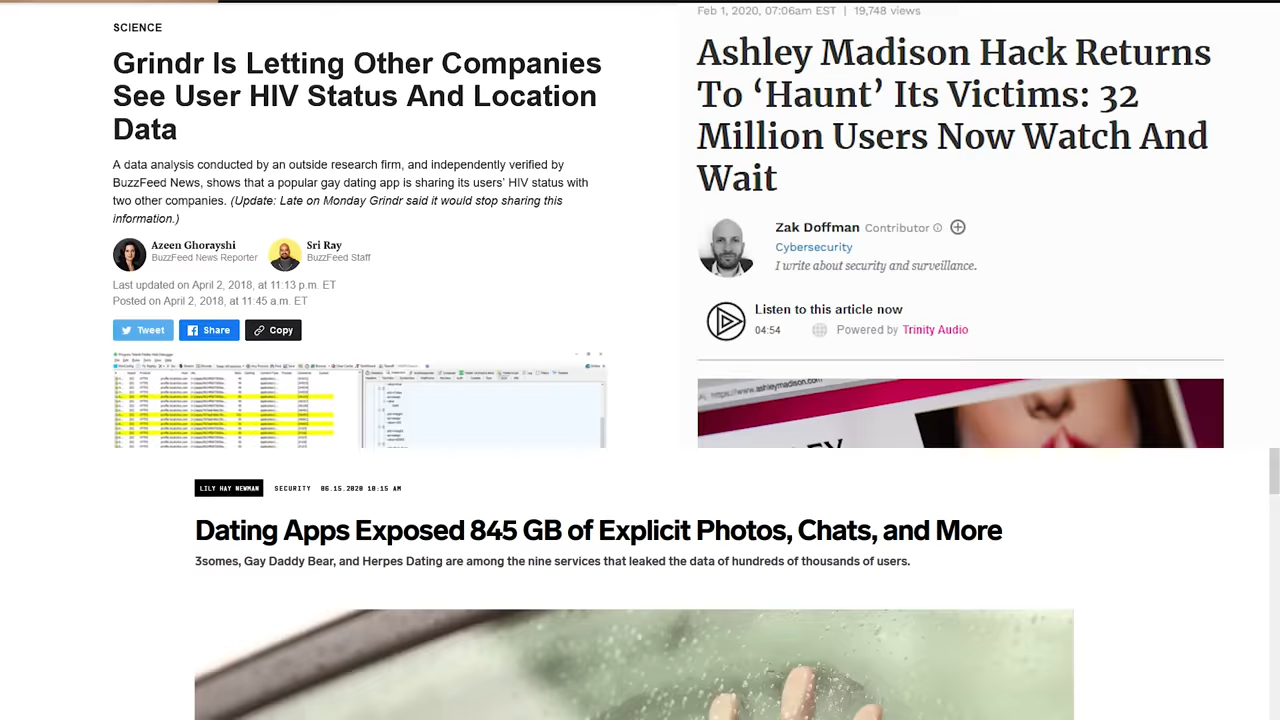 SCIENCE
Grindr Is Letting Other Companies
See User HIV Status And Location
Data
A data analysis conducted by an outside research firm, and independently verified by
BuzzFeed News, shows that a popular gay dating app is sharing its users' HIV status with
two other companies. (Update: Late on Monday Grindr said it would stop sharing this
information.)
Azeen Ghorayshi
BuzzFeed News Reporter
Sri Ray
BuzzFeed Staff
Last updated on April 2, 2018, at 11:13 p.m. ET
Posted on April 2, 2018, at 11:45 a.m. ET
Tweet
Share
Copy
Feb 1, 2020, 07:06am EST | 19,748 views
Ashley Madison Hack Returns
To ‘Haunt’ Its Victims: 32
Million Users Now Watch And
Wait
Zak Doffman Contributor
Cybersecurity
I write about security and surveillance.
Listen to this article now
04:54 Powered by Trinity Audio
https://www.ashleymadison.com
LILY HAY NEWMAN SECURITY 06.15.2020 10:15 AM
Dating Apps Exposed 845 GB of Explicit Photos, Chats, and More
3somes, Gay Daddy Bear, and Herpes Dating are among the nine services that leaked the data of hundreds of thousands of users.